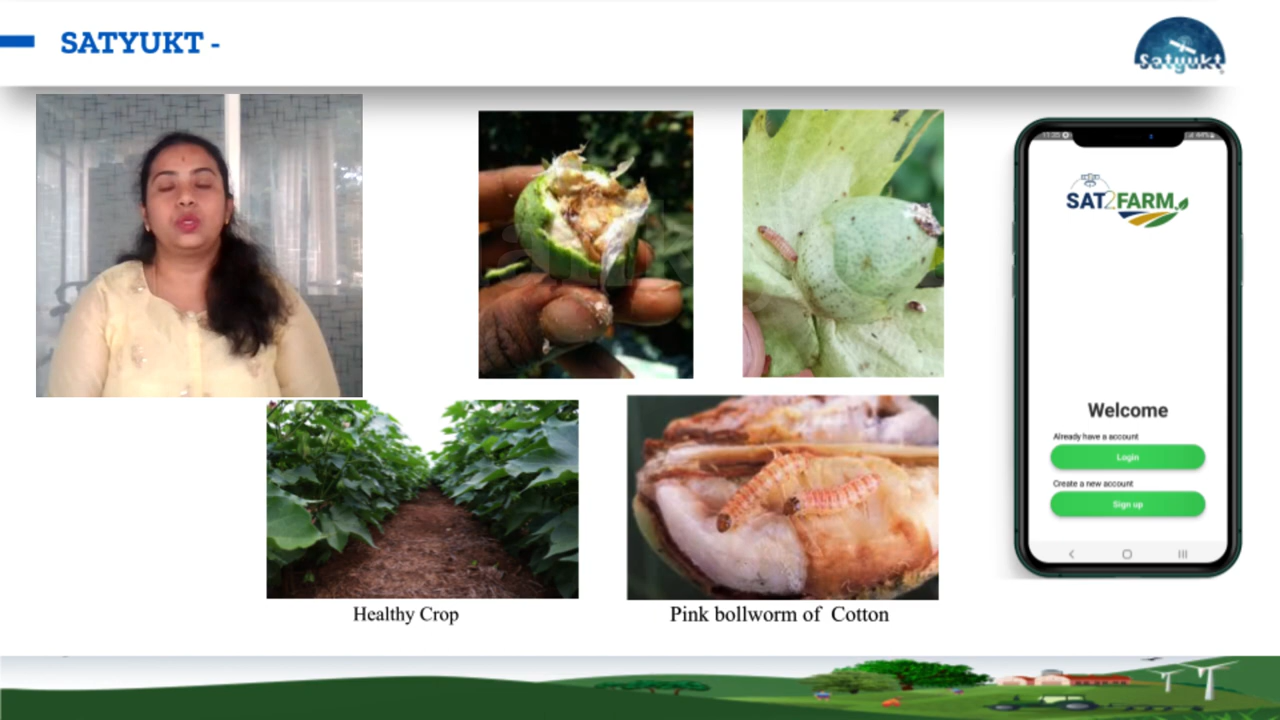 SATYUKT -
Satyukt
SAT2FARM
Welcome
Already have a account
Login
Create a new account
Sign up
Healthy Crop
Pink bollworm of Cotton